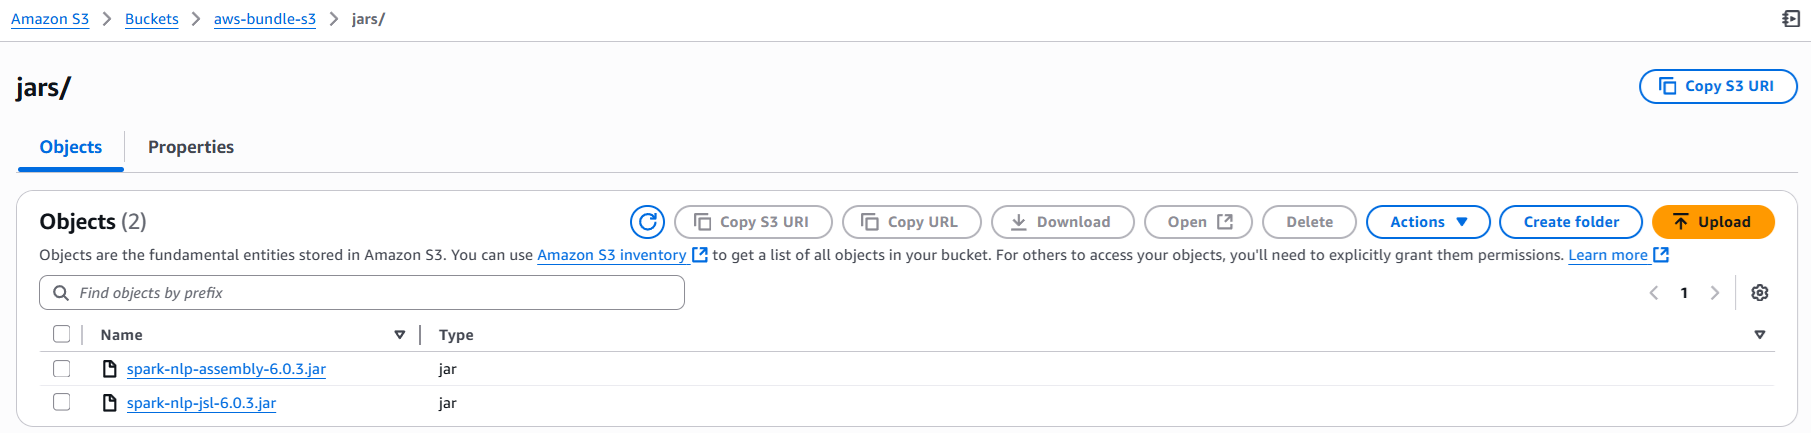 Amazon S3 > Buckets > aws-bundle-s3 > jars/
jars/
Copy S3 URI
Objects
Properties
Objects (2)
Copy S3 URI
Copy URL
Download
Open
Delete
Actions
Create folder
Upload
Objects are the fundamental entities stored in Amazon S3. You can use Amazon S3 inventory to get a list of all objects in your bucket. For others to access your objects, you'll need to explicitly grant them permissions. Learn more
Find objects by prefix
1
Name
Type
spark-nlp-assembly-6.0.3.jar
jar
spark-nlp-jsl-6.0.3.jar
jar